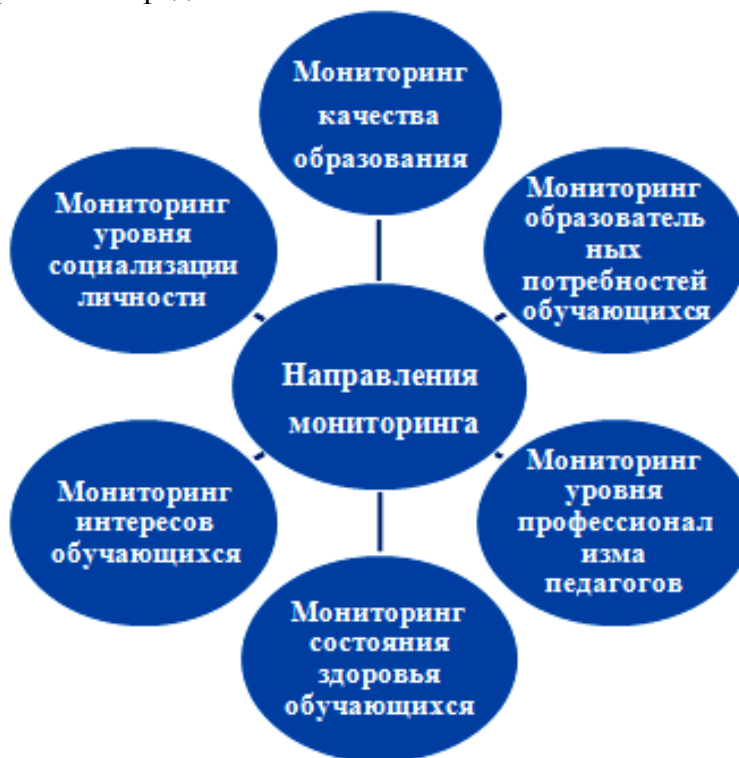 Мониторинг
качества
образования
Мониторинг
образователь
ных
потребностей
обучающихся
Мониторинг
уровня
профессионал
изма
педагогов
Мониторинг
состояния
здоровья
обучающихся
Мониторинг
интересов
обучающихся
Мониторинг
уровня
социализации
личности
Направления
мониторинга